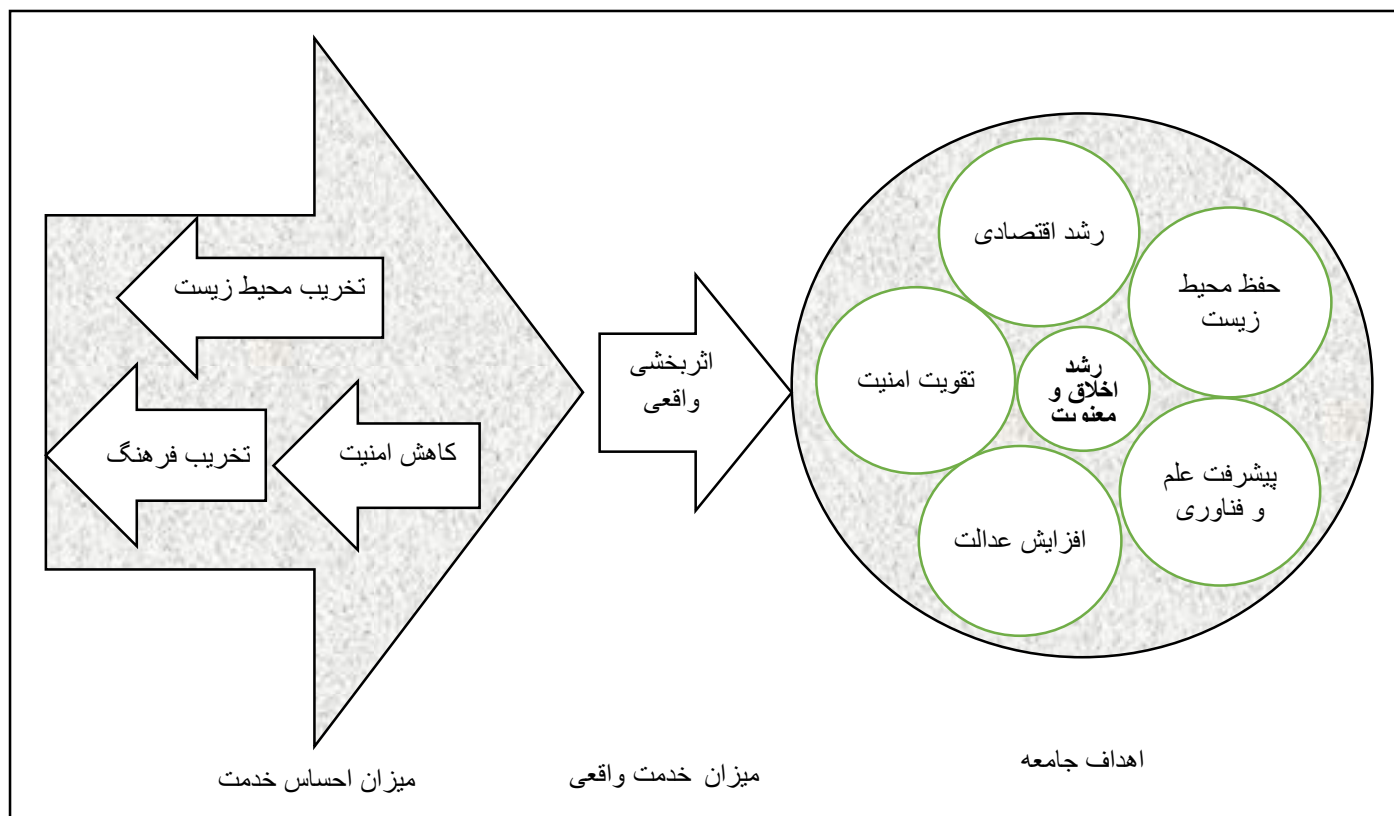 رشد اقتصادی
حفظ محیط
زیست
تقویت امنیت
رشد
اخلاق و
معنویت
پیشرفت علم
و فناوری
افزایش عدالت
اثربخشی
واقعی
تخریب محیط زیست
کاهش امنیت
تخریب فرهنگ
اهداف جامعه
میزان خدمت واقعی
میزان احساس خدمت